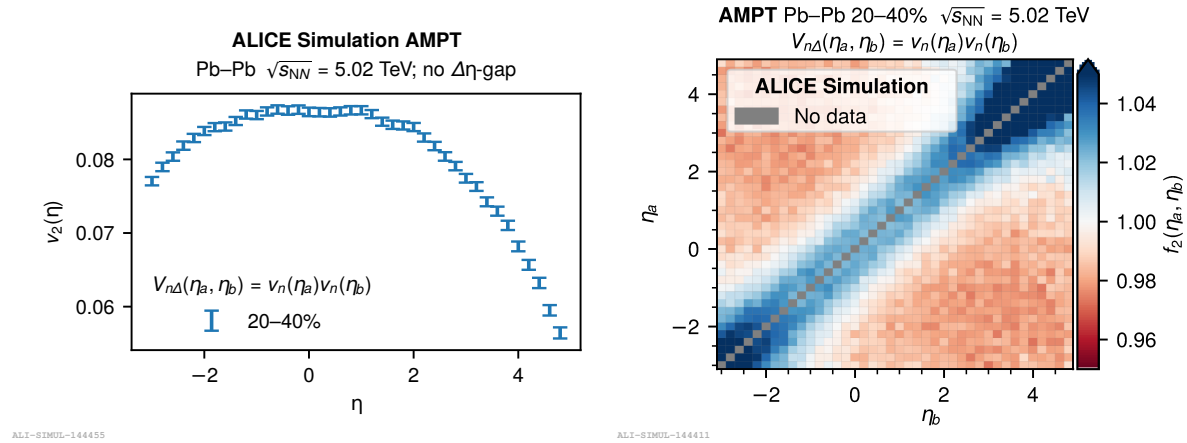 ALICE Simulation AMPT
Pb–Pb √sNN = 5.02 TeV; no Δη-gap
0.08
0.07
0.06
v2(η)
VnΔ(ηa, ηb) = vn(ηa)vn(ηb)
20–40%
−2
0
2
4
η
ALI-SIMUL-144455
AMPT Pb–Pb 20–40% √sNN = 5.02 TeV
VnΔ(ηa, ηb) = vn(ηa)vn(ηb)
ALICE Simulation
No data
4
2
0
−2
ηa
−2
0
2
4
ηb
1.04
1.02
1.00
0.98
0.96
f2(ηa, ηb)
ALI-SIMUL-144411